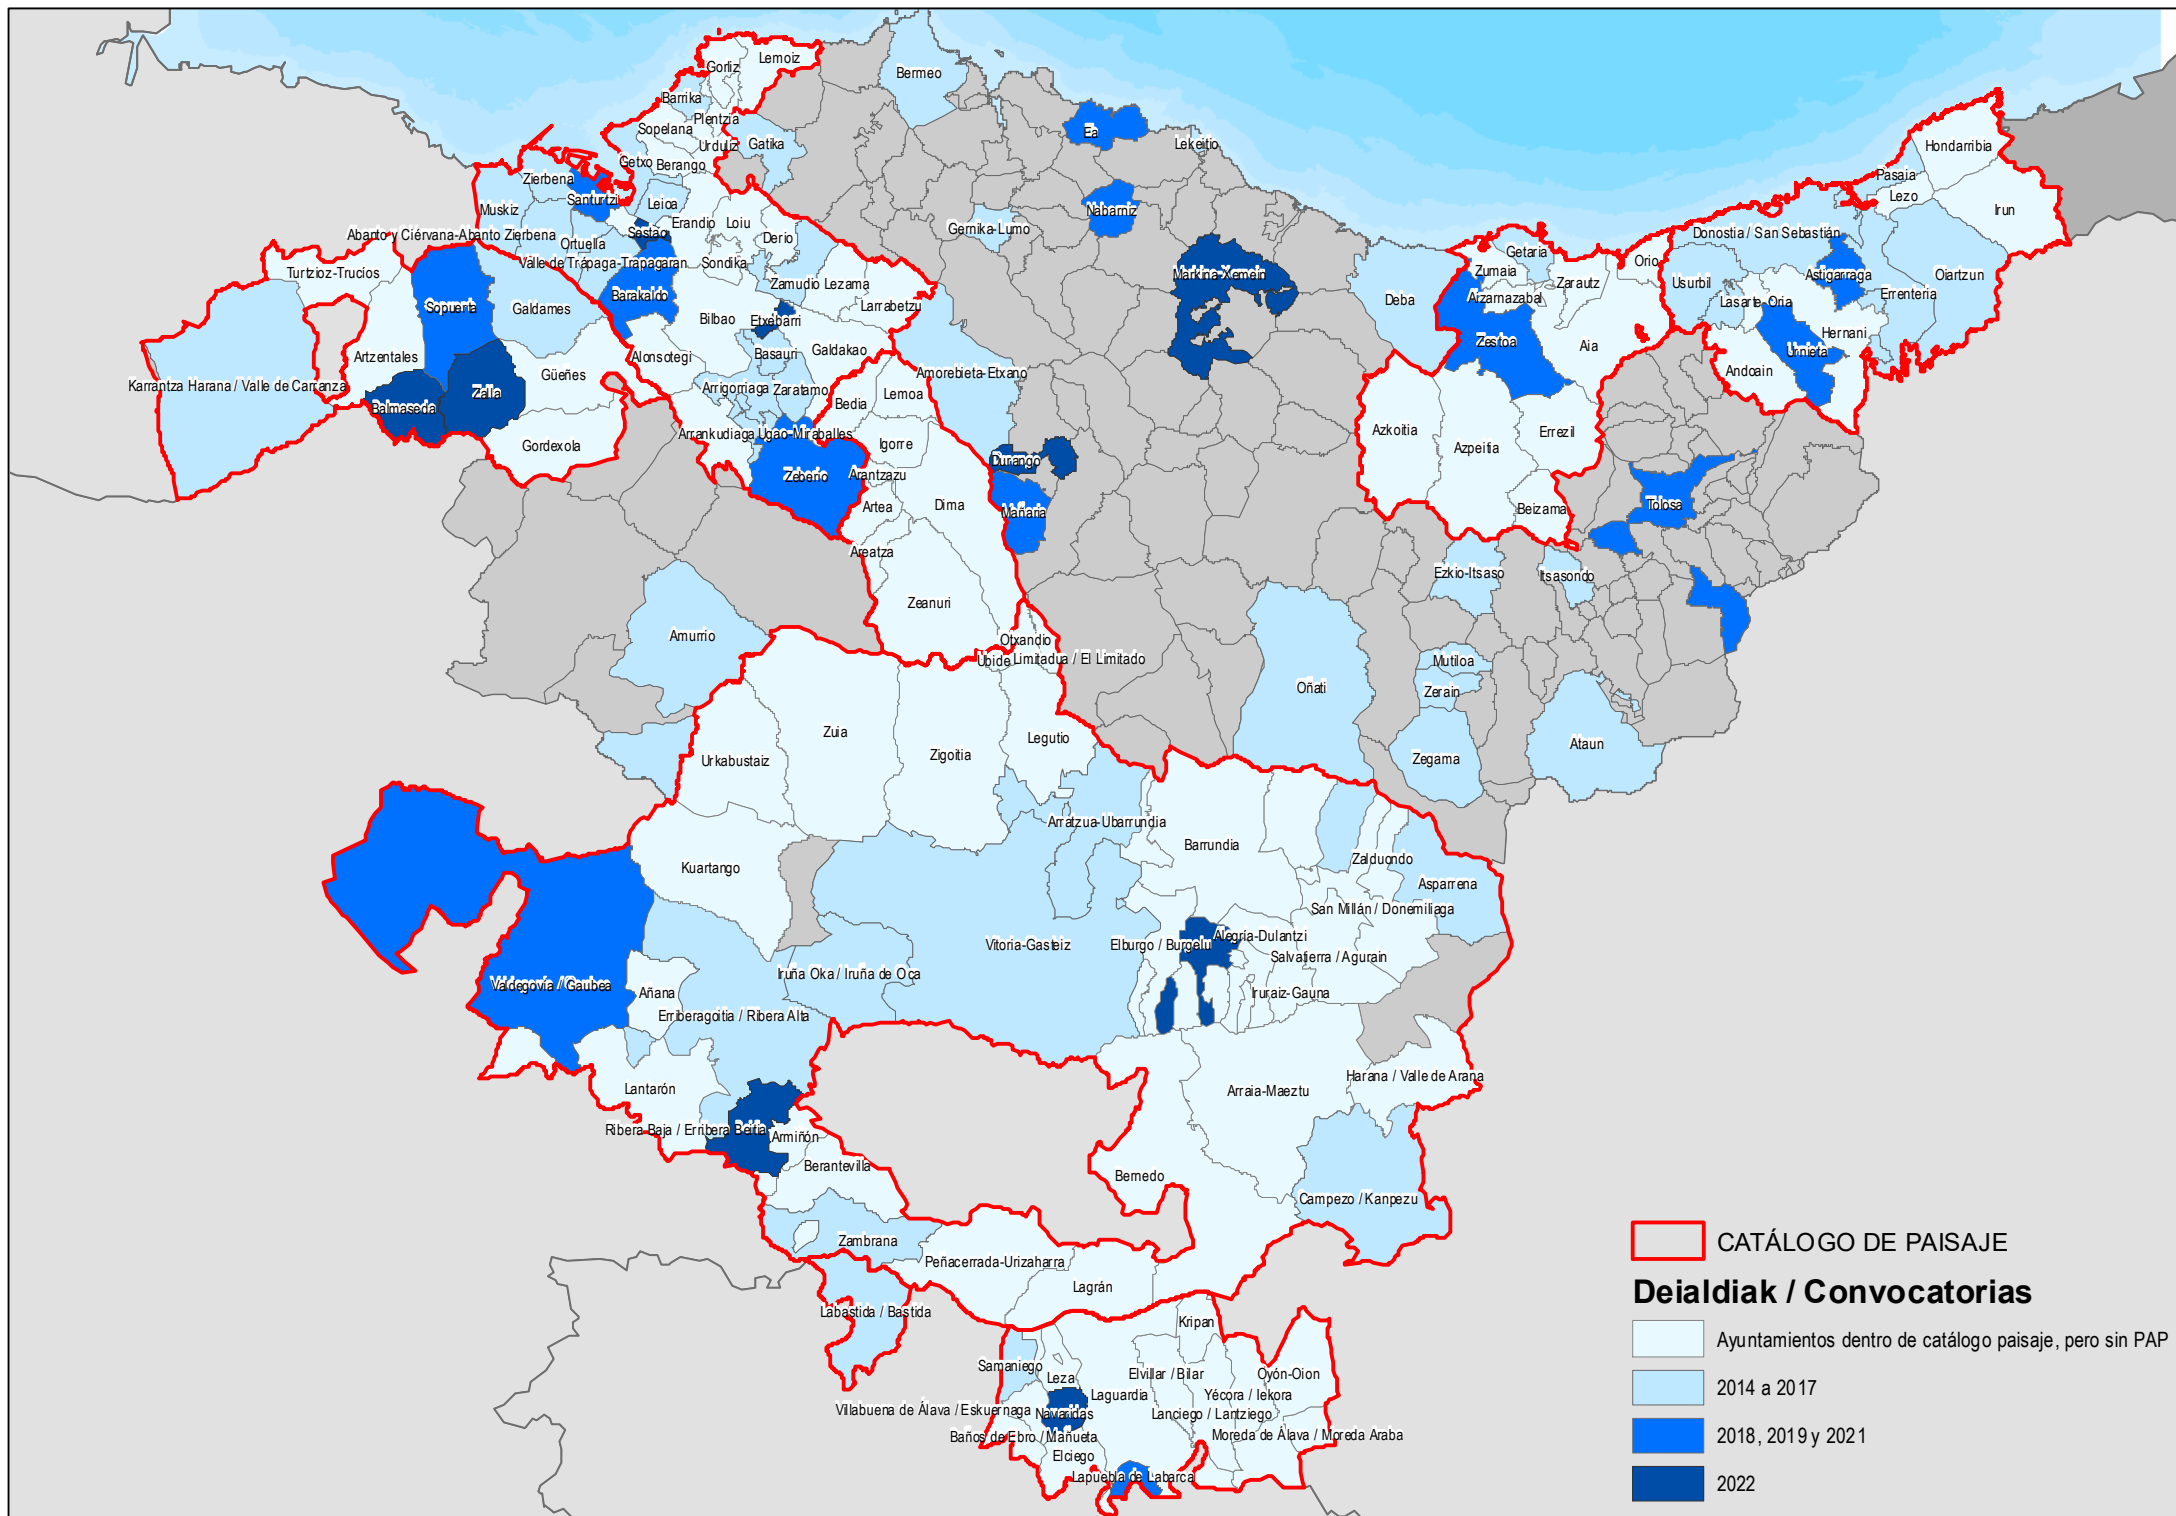 Lemoiz
Gorliz
Bermeo
Barrika
Plentzia
Sopelana
Ea
Urduliz
Gatika
Lekeitio
Hondarribia
Getxo
Berango
Pasaia
Zierbena
Lezo
Santurtzi
Leioa
Irun
Muskiz
Nabarniz
Erandio
Loiu
Gernika-Lumo
Sestao
Derio
Abanto y Ciérvana-Abanto Zierbena
Donostia / San Sebastián
Ortuella
Getaria
Valle de Trápaga-Trapagaran
Sondika
Orio
Turtzioz-Trucios
Markina-Xemein
Zumaia
Astigarraga
Oiartzun
Zamudio
Lezama
Zarautz
Usurbil
Barakaldo
Aizarnazabal
Errenteria
Deba
Lasarte-Oria
Sopuerta
Galdames
Larrabetzu
Bilbao
Etxebarri
Hernani
Zestoa
Aia
Urnieta
Basauri
Galdakao
Artzentales
Alonsotegi
Andoain
Güeñes
Amorebieta-Etxano
Karrantza Harana / Valle de Carranza
Arrigorriaga
Zaratamo
Zalla
Lemoa
Bedia
Balmaseda
Azkoitia
Errezil
Arrankudiaga
Ugao-Miraballes
Gordexola
Igorre
Azpeitia
Durango
Zeberio
Arantzazu
Dima
Tolosa
Artea
Mañaria
Beizama
Areatza
Ezkio-Itsaso
Itsasondo
Zeanuri
Amurrio
Otxandio
Ubide
Limitadua / El Limitado
Mutiloa
Oñati
Zerain
Zuia
Legutio
Ataun
Zigoitia
Urkabustaiz
Zegama
Arratzua-Ubarrundia
Barrundia
Zalduondo
Kuartango
Asparrena
San Millán / Donemiliaga
Alegría-Dulantzi
Vitoria-Gasteiz
Elburgo / Burgelu
Salvatierra / Agurain
Iruña Oka / Iruña de Oca
Valdegovía / Gaubea
Añana
Iruraiz-Gauna
Erriberagoitia / Ribera Alta
Harana / Valle de Arana
Lantarón
Arraia-Maeztu
Ribera Baja / Erribera Beitia
Armiñón
Berantevilla
Bernedo
Campezo / Kanpezu
Zambrana
Peñacerrada-Urizaharra
Lagrán
Labastida / Bastida
Kripan
Samaniego
Leza
Elvillar / Bilar
Oyón-Oion
Laguardia
Yécora / Iekora
Villabuena de Álava / Eskuernaga
Navaridas
Lanciego / Lantziego
Baños de Ebro / Mañueta
Moreda de Álava / Moreda Araba
Elciego
Lapuebla de Labarca
CATÁLOGO DE PAISAJE
Deialdiak / Convocatorias
Ayuntamientos dentro de catálogo paisaje, pero sin PAP
2014 a 2017
2018, 2019 y 2021
2022